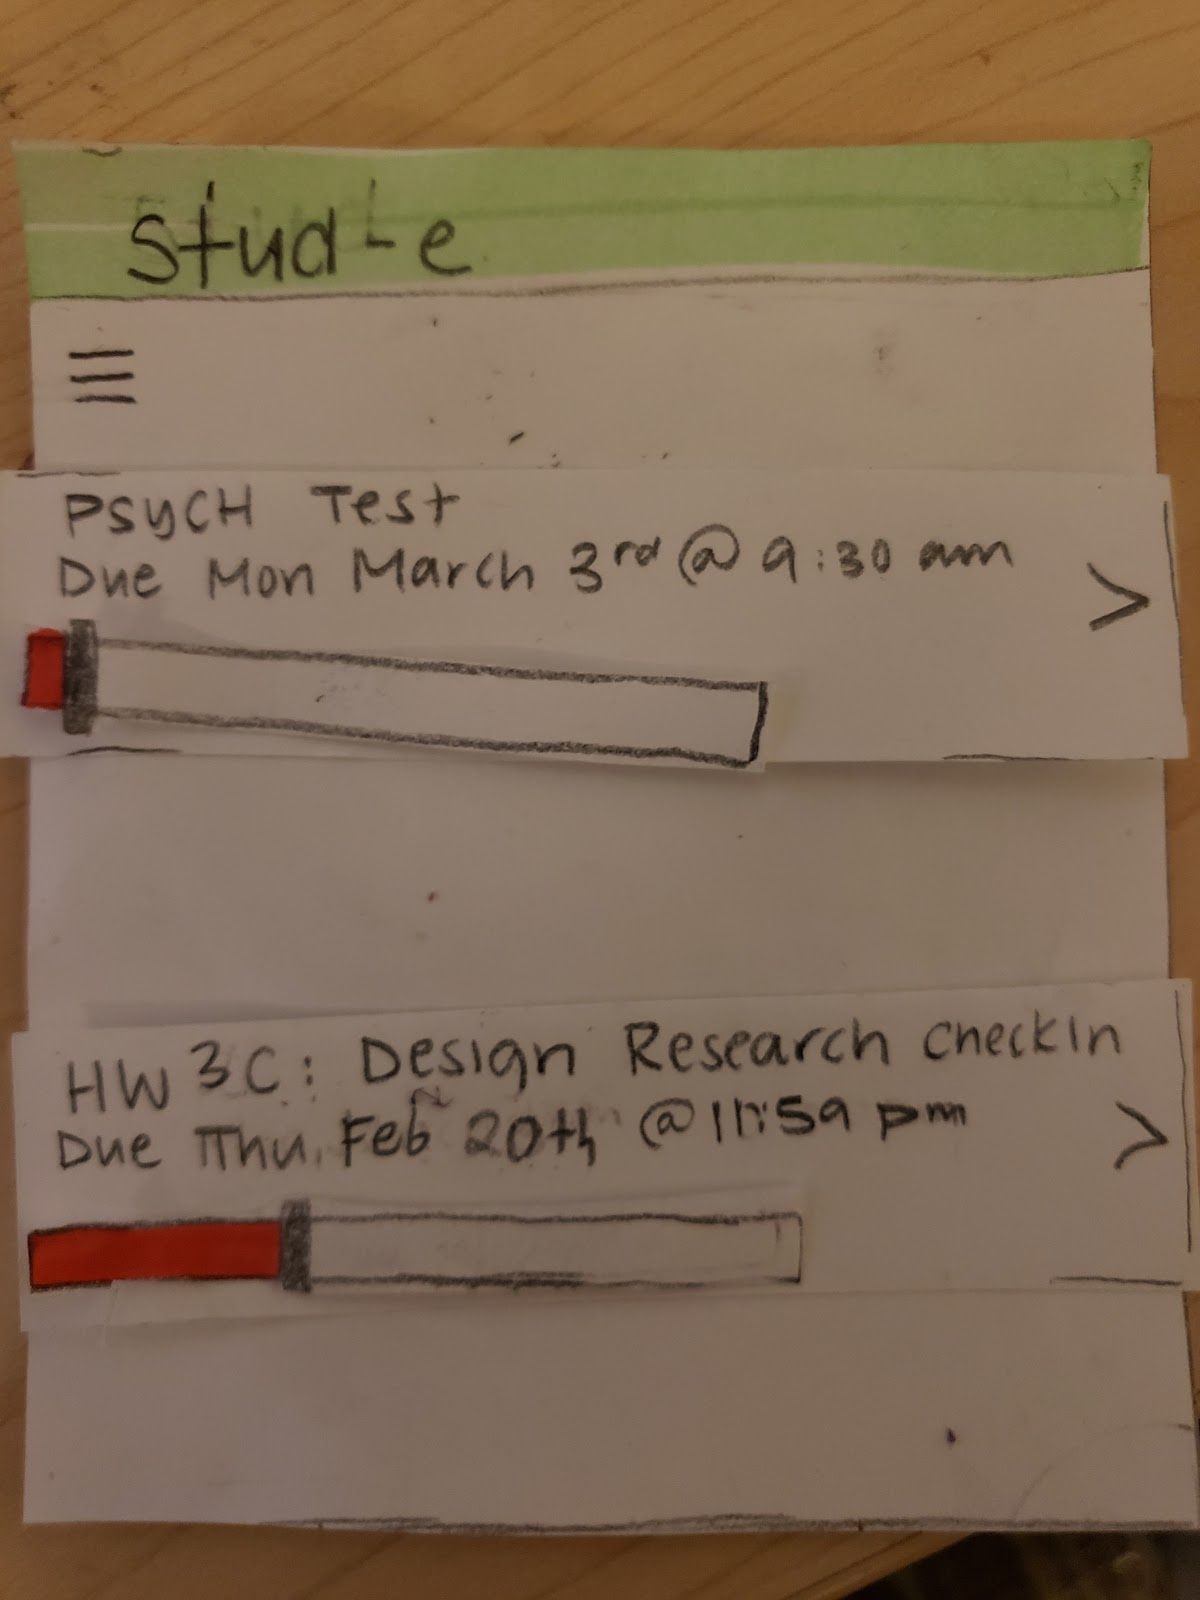 stud-e
PSYCH Test
Due Mon March 3rd @ 9:30 am
>
HW 3C: Design Research CheckIn
Due Thu. Feb 20th @ 11:59 pm
>